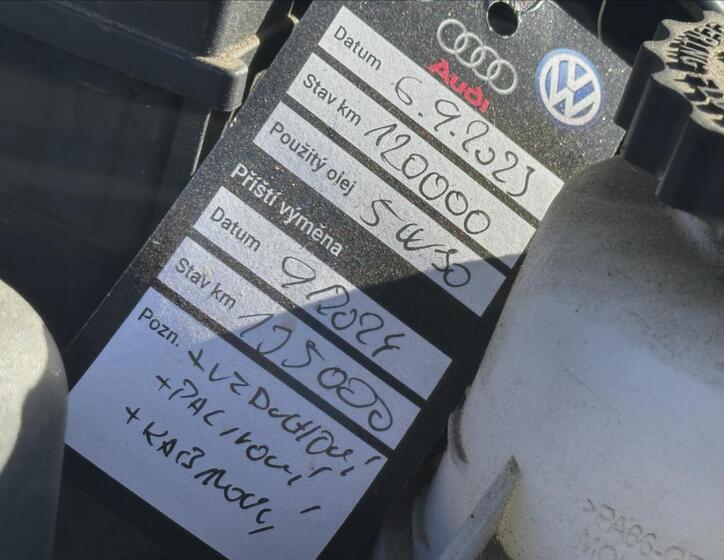 Audi
Datum 6.9.2023
Stav km 120000
Použitý olej 5W30
Příští výměna
Datum 9/2024
Stav km 135000
Pozn. + VZDUCHOVÝ
+ PALIVOVÝ
+ KABINOVÝ